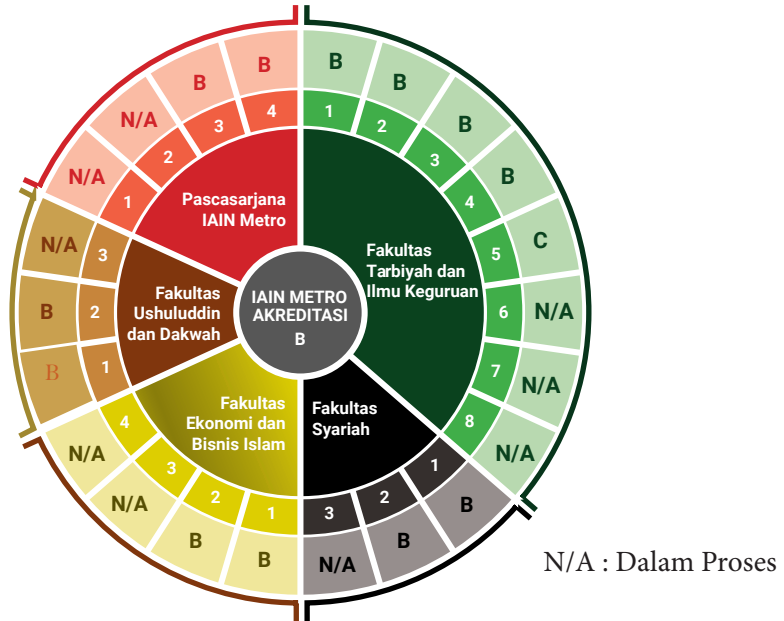 IAIN METRO
AKREDITASI
B
Fakultas
Tarbiyah dan
Ilmu Keguruan
1
B
2
B
3
B
4
B
5
C
6
N/A
7
N/A
8
N/A
Fakultas
Syariah
1
B
2
B
3
N/A
Fakultas
Ekonomi dan
Bisnis Islam
1
B
2
B
3
N/A
4
N/A
Fakultas
Ushuluddin
dan Dakwah
1
B
2
B
3
N/A
Pascasarjana
IAIN Metro
1
N/A
2
N/A
3
B
4
B
N/A : Dalam Proses